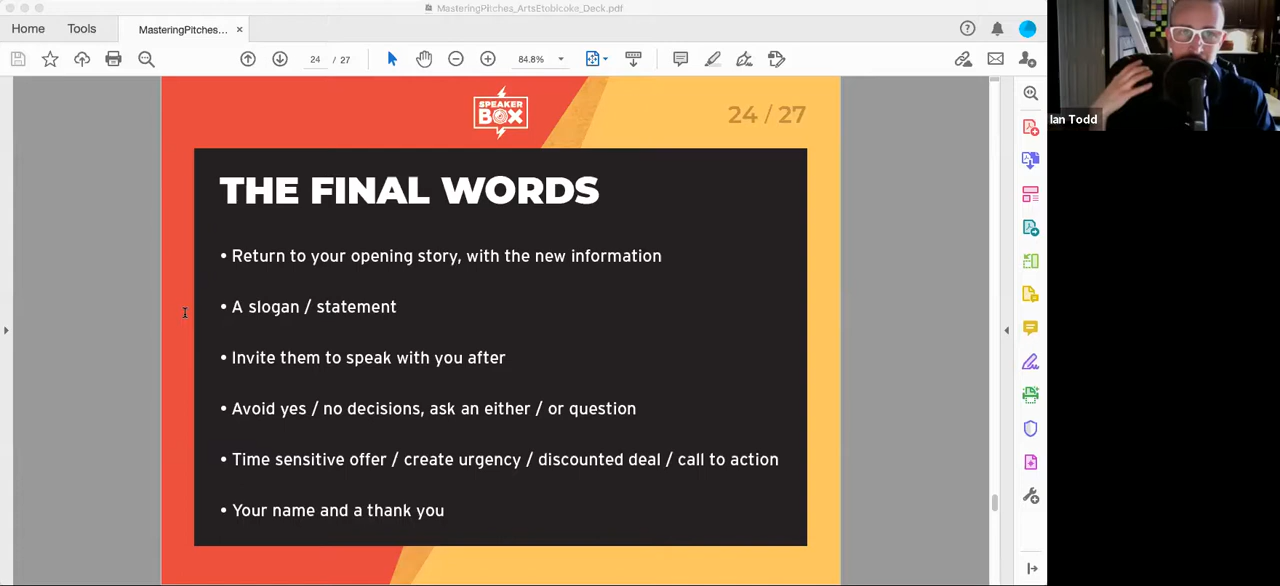 MasteringPitches_ArtsEtobicoke_Deck.pdf
Home
Tools
MasteringPitches... ×
24 / 27
84.8%
SPEAKER
BOX
24 / 27
THE FINAL WORDS
• Return to your opening story, with the new information
• A slogan / statement
• Invite them to speak with you after
• Avoid yes / no decisions, ask an either / or question
• Time sensitive offer / create urgency / discounted deal / call to action
• Your name and a thank you
Ian Todd